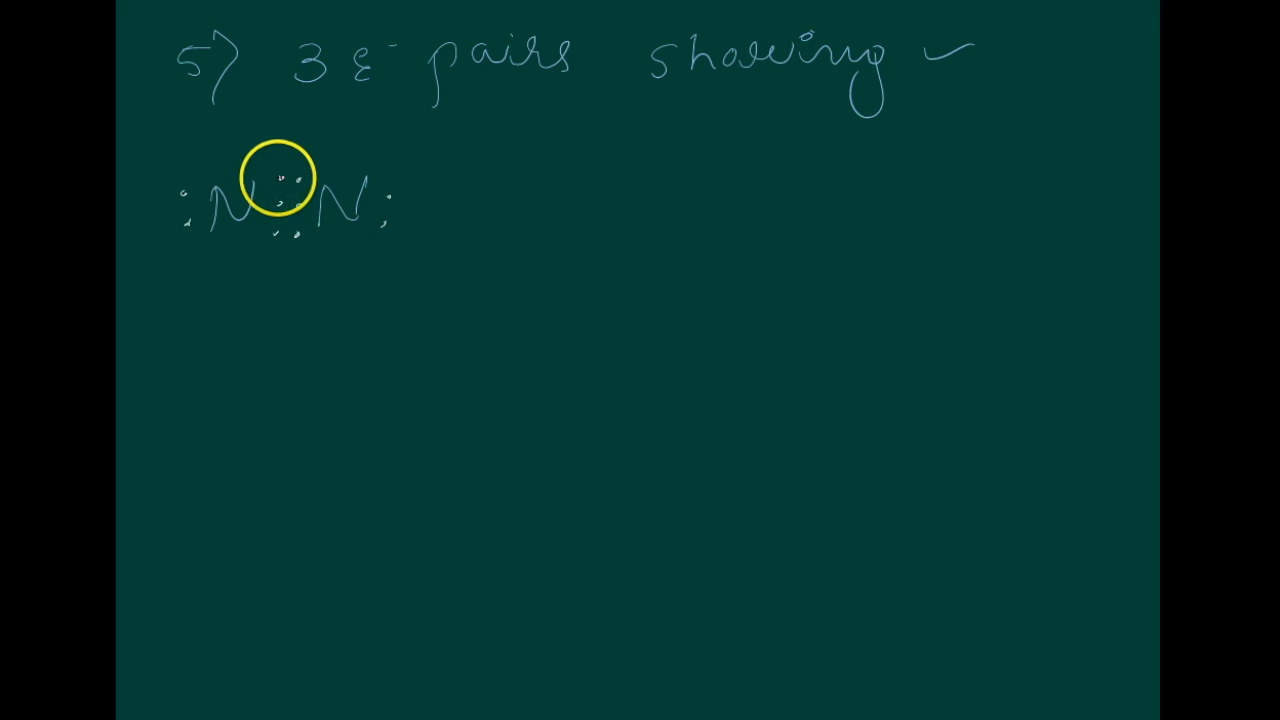 5) 3 e⁻ pairs sharing ✓
:N:::N: